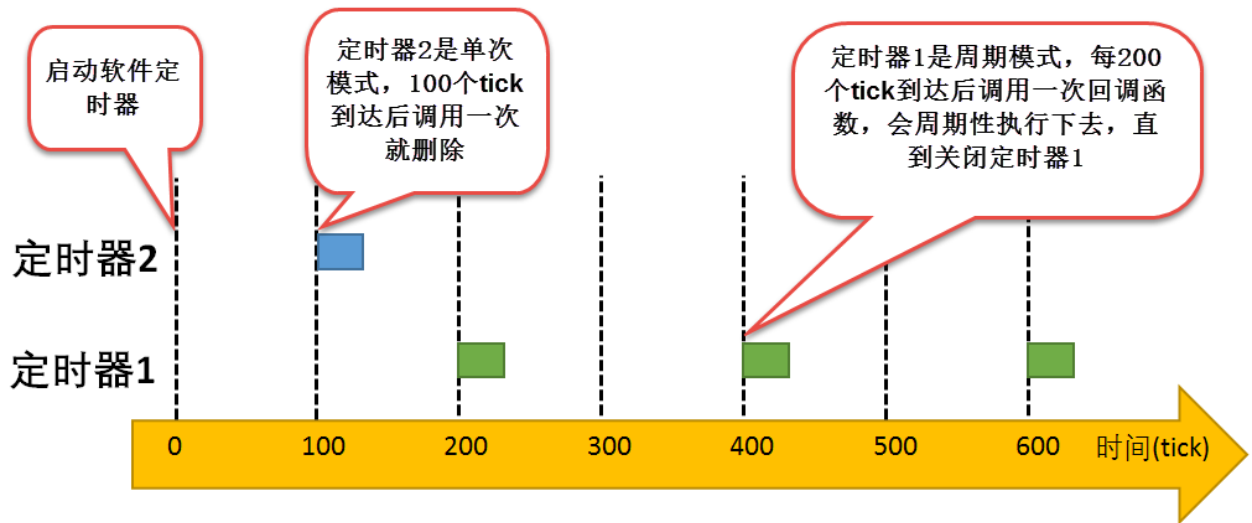 启动软件定
时器
定时器2是单次
模式，100个tick
到达后调用一次
就删除
定时器1是周期模式，每200
个tick到达后调用一次回调函
数，会周期性执行下去，直
到关闭定时器1
定时器2
定时器1
0 100 200 300 400 500 600 时间(tick)